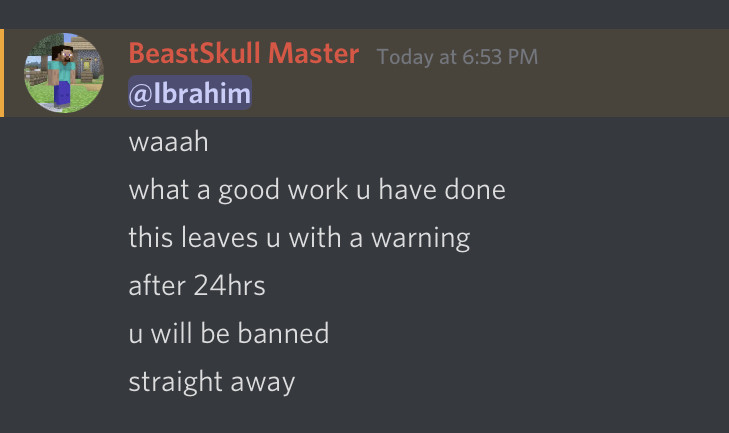 BeastSkull Master Today at 6:53 PM
@Ibrahim
waaah
what a good work u have done
this leaves u with a warning
after 24hrs
u will be banned
straight away